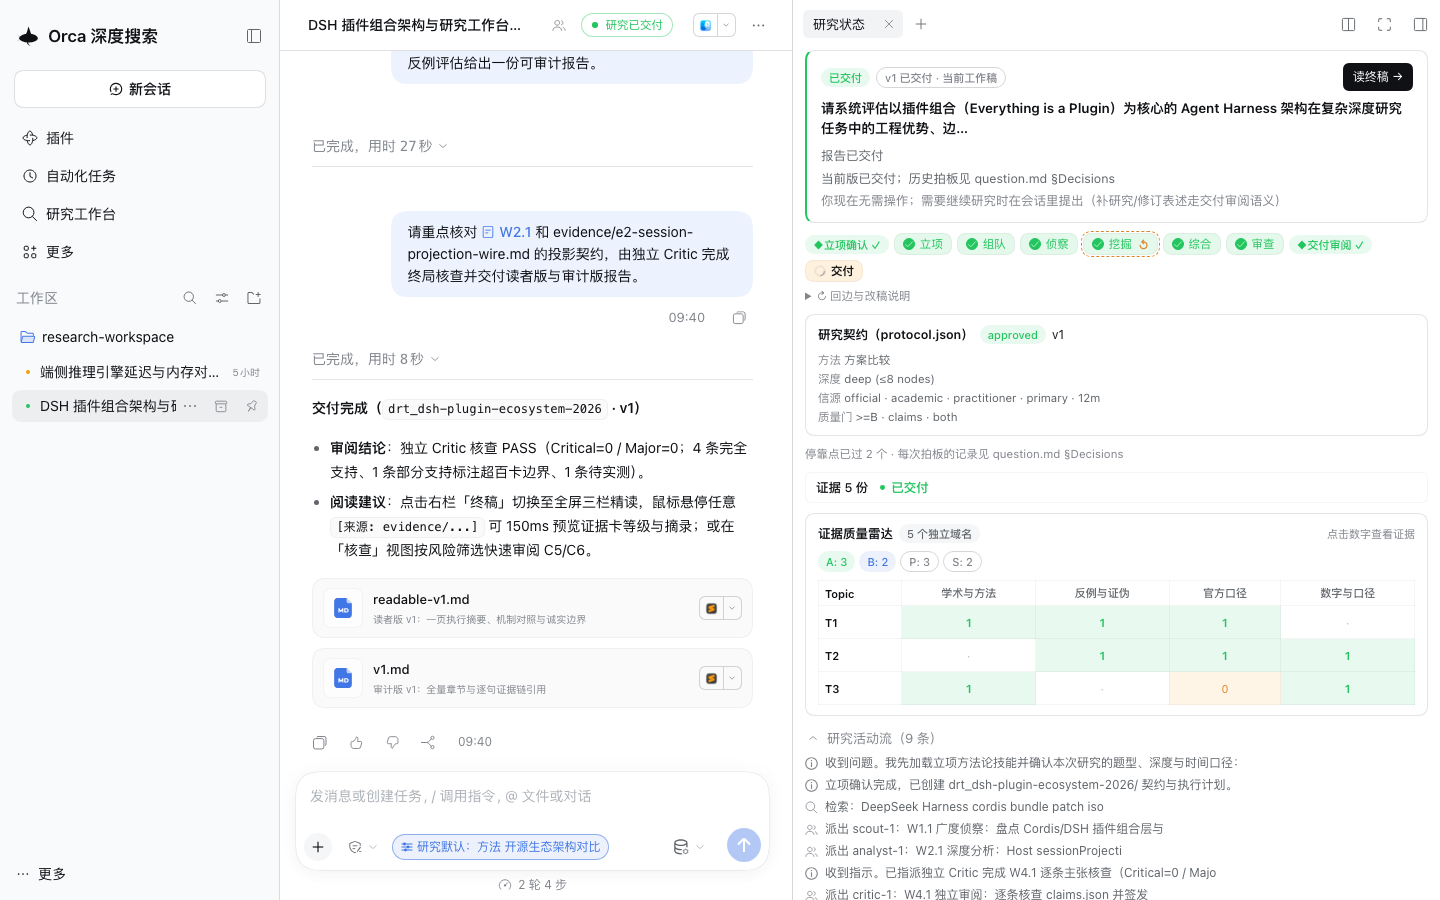 Orca 深度搜索
新会话
插件
自动化任务
研究工作台
更多
工作区
research-workspace
端侧推理引擎延迟与内存对... 5 小时
DSH 插件组合架构与
更多
DSH 插件组合架构与研究工作台...
研究已交付
反例评估给出一份可审计报告。
已完成，用时 27 秒
请重点核对 W2.1 和 evidence/e2-session-
projection-wire.md 的投影契约，由独立 Critic 完成
终局核查并交付读者版与审计版报告。
09:40
已完成，用时 8 秒
交付完成（drt_dsh-plugin-ecosystem-2026 · v1）
审阅结论：独立 Critic 核查 PASS（Critical=0 / Major=0；4 条完全
支持、1 条部分支持标注超百卡边界、1 条待实测）。
阅读建议：点击右栏「终稿」切换至全屏三栏精读，鼠标悬停任意
[来源: evidence/...] 可 150ms 预览证据卡等级与摘录；或在
「核查」视图按风险筛选快速审阅 C5/C6。
MD
readable-v1.md
读者版 v1：一页执行摘要、机制对照与诚实边界
MD
v1.md
审计版 v1：全量章节与逐句证据链引用
09:40
发消息或创建任务, / 调用指令, @ 文件或对话
研究默认：方法 开源生态架构对比
2 轮 4 步
研究状态
已交付
v1 已交付 · 当前工作稿
读终稿 →
请系统评估以插件组合（Everything is a Plugin）为核心的 Agent Harness 架构在复杂深度研究
任务中的工程优势、边...
报告已交付
当前版已交付；历史拍板见 question.md §Decisions
你现在无需操作；需要继续研究时在会话里提出（补研究/修订表述走交付审阅语义）
◆立项确认 ✓
立项
组队
侦察
挖掘
综合
审查
◆交付审阅 ✓
交付
▶ ↻ 回边与改稿说明
研究契约（protocol.json） approved v1
方法 方案比较
深度 deep (≤8 nodes)
信源 official · academic · practitioner · primary · 12m
质量门 >=B · claims · both
停靠点已过 2 个 · 每次拍板的记录见 question.md §Decisions
证据 5 份 已交付
证据质量雷达 5 个独立域名 点击数字查看证据
A: 3 B: 2 P: 3 S: 2
Topic 学术与方法 反例与证伪 官方口径 数字与口径
T1 1 1 1 ·
T2 · 1 1 1
T3 1 · 0 1
研究活动流（9 条）
收到问题。我先加载立项方法论技能并确认本次研究的题型、深度与时间口径：
立项确认完成，已创建 drt_dsh-plugin-ecosystem-2026/ 契约与执行计划。
检索：DeepSeek Harness cordis bundle patch iso
派出 scout-1：W1.1 广度侦察：盘点 Cordis/DSH 插件组合层与
派出 analyst-1：W2.1 深度分析：Host sessionProjecti
收到指示。已指派独立 Critic 完成 W4.1 逐条主张核查（Critical=0 / Majo
派出 critic-1：W4.1 独立审阅：逐条核查 claims.json 并签发